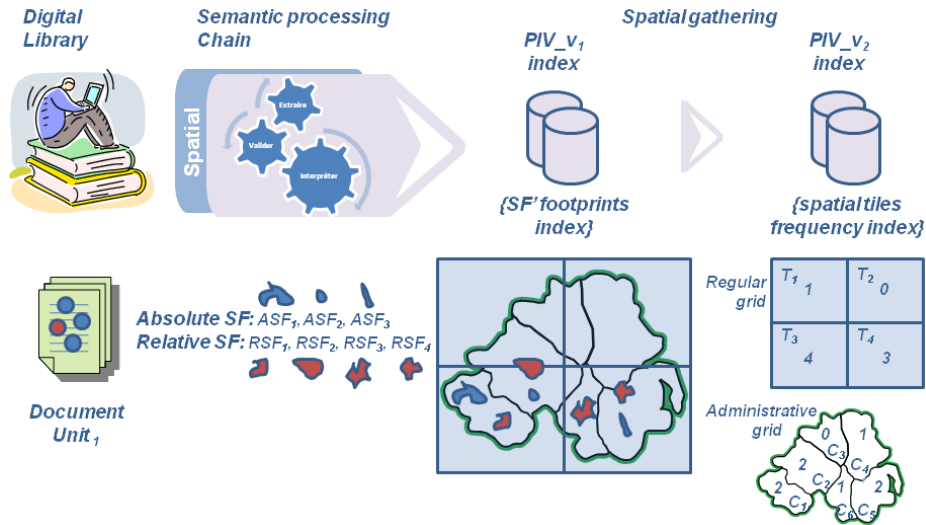 Digital
Library
Semantic processing
Chain
Spatial gathering
PIV_v1
index
PIV_v2
index
Spatial
Extraire
Valider
Interpréter
{SF' footprints
index}
{spatial tiles
frequency index}
Document
Unit 1
Absolute SF: ASF1, ASF2, ASF3
Relative SF: RSF1, RSF2, RSF3, RSF4
Regular
grid
T1 1
T2 0
T3 4
T4 3
Administrative
grid
0 C3
1 C4
2 C2
2 C1
1 C6
2 C5